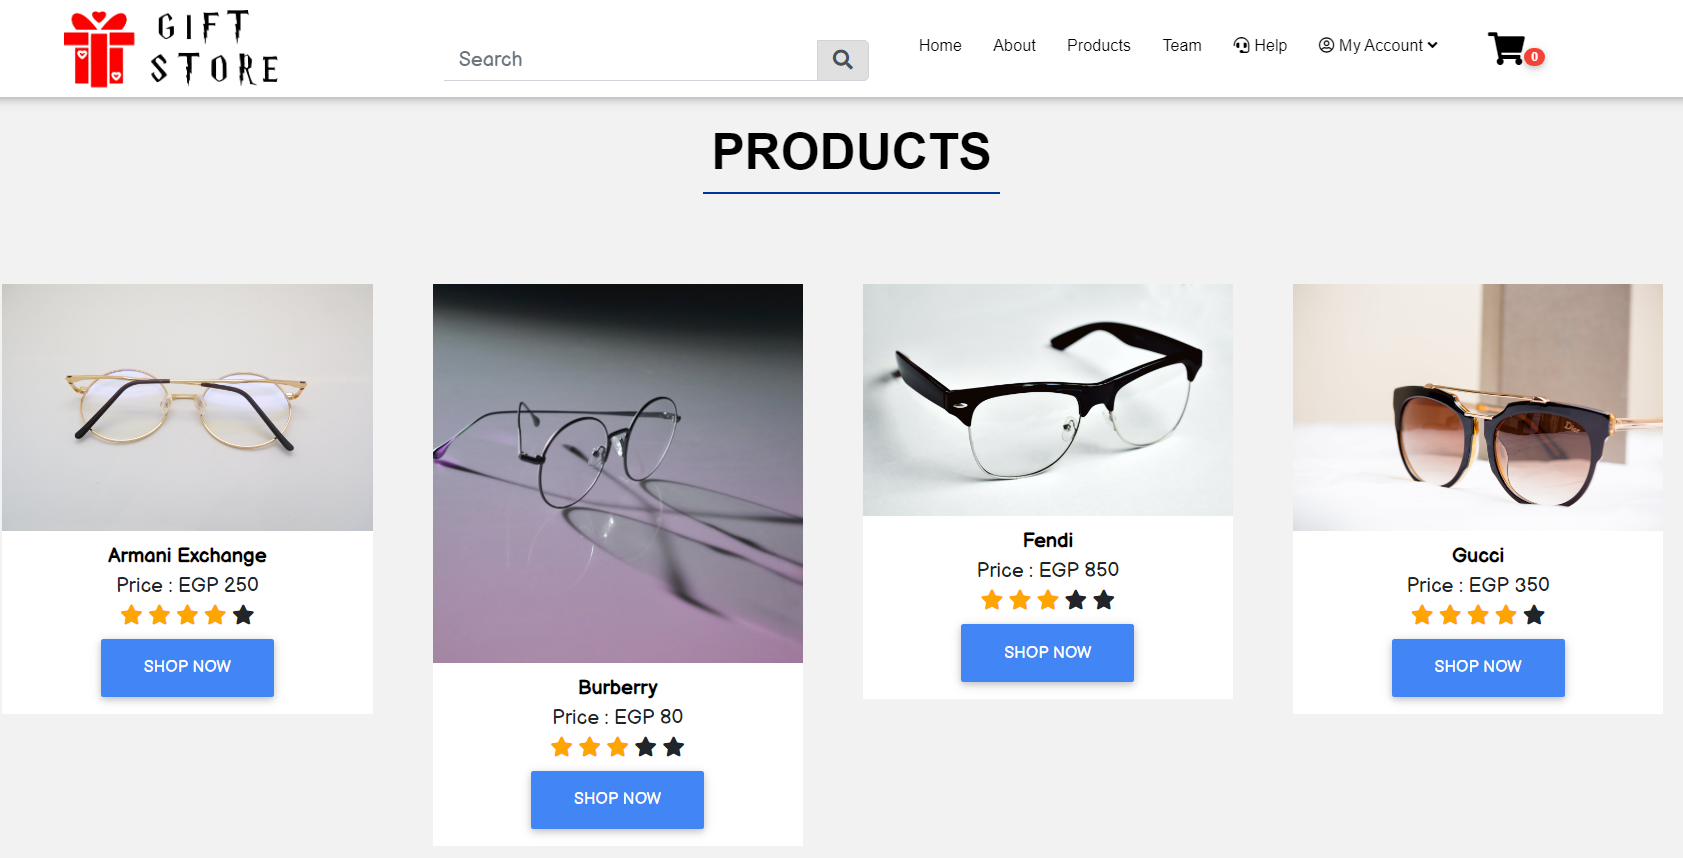 GIFT
STORE
Search
Home
About
Products
Team
Help
My Account
0
PRODUCTS
Armani Exchange
Price : EGP 250
SHOP NOW
Burberry
Price : EGP 80
SHOP NOW
Fendi
Price : EGP 850
SHOP NOW
Dior
Gucci
Price : EGP 350
SHOP NOW